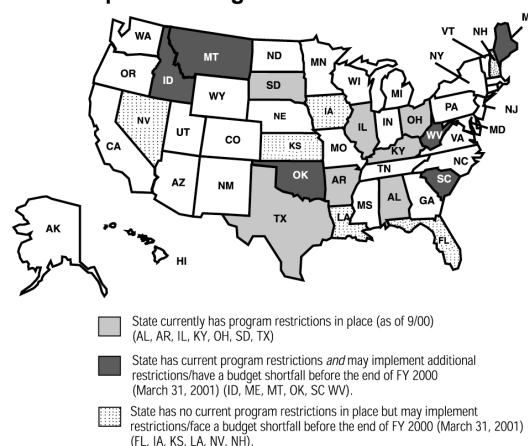 M
WA
VT
NH
MT
ND
MN
NY
OR
ID
SD
WI
MI
WY
PA
NJ
IA
NE
OH
NV
IL
IN
MD
WV
UT
VA
CA
CO
KS
MO
KY
NC
TN
OK
SC
AZ
NM
AR
MS
AL
GA
TX
LA
AK
FL
HI
State currently has program restrictions in place (as of 9/00)
(AL, AR, IL, KY, OH, SD, TX)
State has current program restrictions and may implement additional
restrictions/have a budget shortfall before the end of FY 2000
(March 31, 2001) (ID, ME, MT, OK, SC WV).
State has no current program restrictions in place but may implement
restrictions/face a budget shortfall before the end of FY 2000 (March 31, 2001)
(FL, IA, KS, LA, NV, NH).